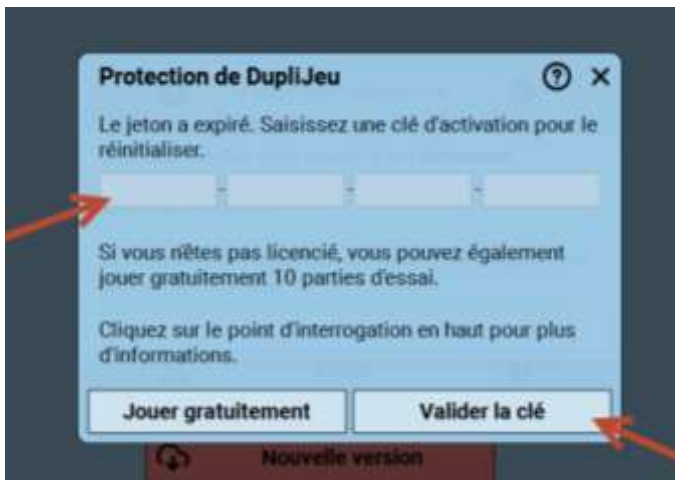 Protection de DupliJeu
Le jeton a expiré. Saisissez une clé d'activation pour le
réinitialiser.
- - -
Si vous n'êtes pas licencié, vous pouvez également
jouer gratuitement 10 parties d'essai.
Cliquez sur le point d'interrogation en haut pour plus
d'informations.
Jouer gratuitement Valider la clé
Nouvelle version